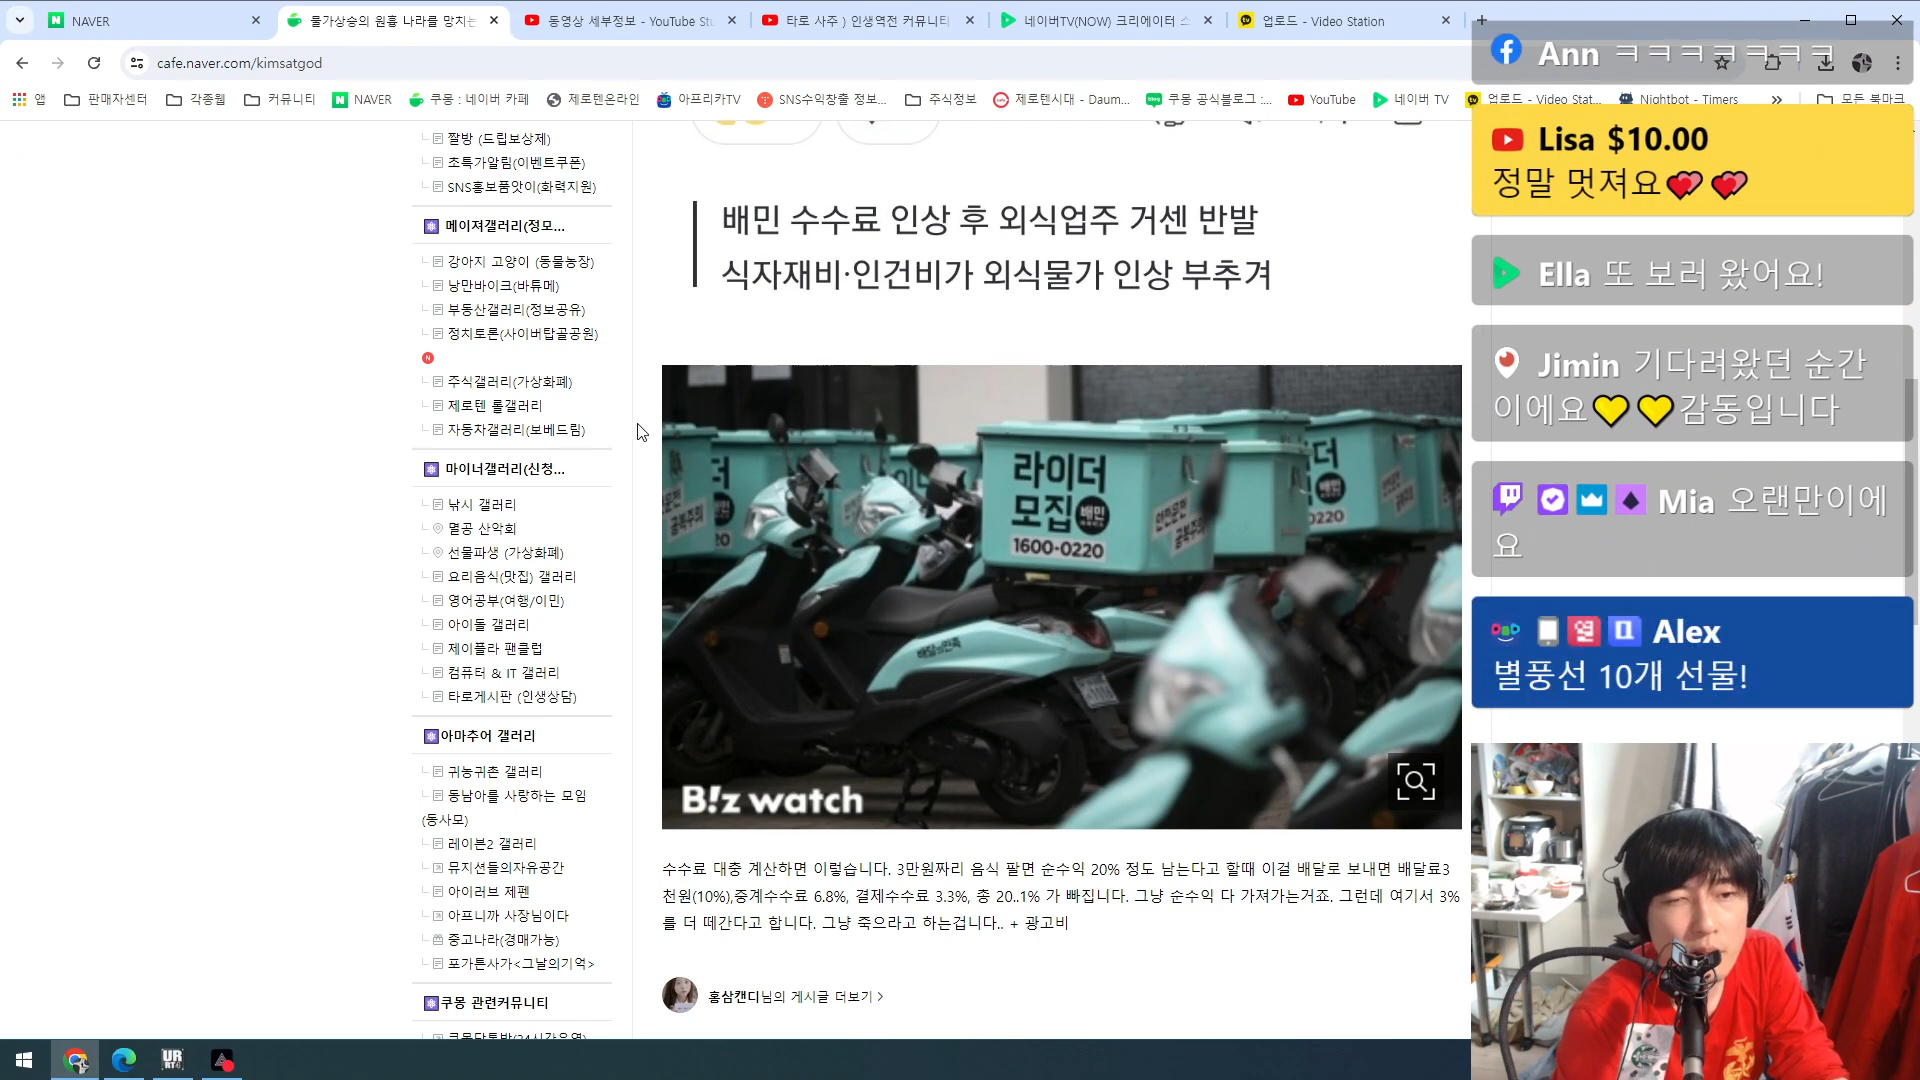 NAVER
물가상승의 원흉 나라를 망치는
동영상 세부정보 - YouTube Stu
타로 사주 ) 인생역전 커뮤니티
네이버TV(NOW) 크리에이터 스
업로드 - Video Station
cafe.naver.com/kimsatgod
앱
판매자센터
각종웹
커뮤니티
NAVER
쿠몽 : 네이버 카페
제로텐온라인
아프리카TV
SNS수익창출 정보...
주식정보
제로텐시대 - Daum...
쿠몽 공식블로그 :...
YouTube
네이버 TV
업로드 - Video Stat...
Nightbot - Timers
모든 북마크
짤방 (드립보상제)
초특가알림(이벤트쿠폰)
SNS홍보품앗이(화력지원)
메이져갤러리(정모...
강아지 고양이 (동물농장)
낭만바이크(바튜메)
부동산갤러리(정보공유)
정치토론(사이버탑골공원)
주식갤러리(가상화폐)
제로텐 롤갤러리
자동차갤러리(보베드림)
마이너갤러리(신청...
낚시 갤러리
멸공 산악회
선물파생 (가상화폐)
요리음식(맛집) 갤러리
영어공부(여행/이민)
아이돌 갤러리
제이플라 팬클럽
컴퓨터 & IT 갤러리
타로게시판 (인생상담)
아마추어 갤러리
귀농귀촌 갤러리
동남아를 사랑하는 모임
(동사모)
레이븐2 갤러리
뮤지션들의자유공간
아이러브 제펜
아프니까 사장님이다
중고나라(경매가능)
포가튼사가<그날의기억>
쿠몽 관련커뮤니티
배민 수수료 인상 후 외식업주 거센 반발
식자재비·인건비가 외식물가 인상 부추겨
라이더
모집 배민
1600-0220
B!z watch
수수료 대충 계산하면 이렇습니다. 3만원짜리 음식 팔면 순수익 20% 정도 남는다고 할때 이걸 배달로 보내면 배달료3
천원(10%),중계수수료 6.8%, 결제수수료 3.3%, 총 20..1% 가 빠집니다. 그냥 순수익 다 가져가는거죠. 그런데 여기서 3%
를 더 떼간다고 합니다. 그냥 죽으라고 하는겁니다.. + 광고비
홍삼캔디님의 게시글 더보기 >
Ann ㅋㅋㅋㅋㅋㅋㅋ
Lisa $10.00
정말 멋져요💕💕
Ella 또 보러 왔어요!
Jimin 기다려왔던 순간
이에요💛💛감동입니다
Mia 오랜만이에
요
열 Alex
별풍선 10개 선물!